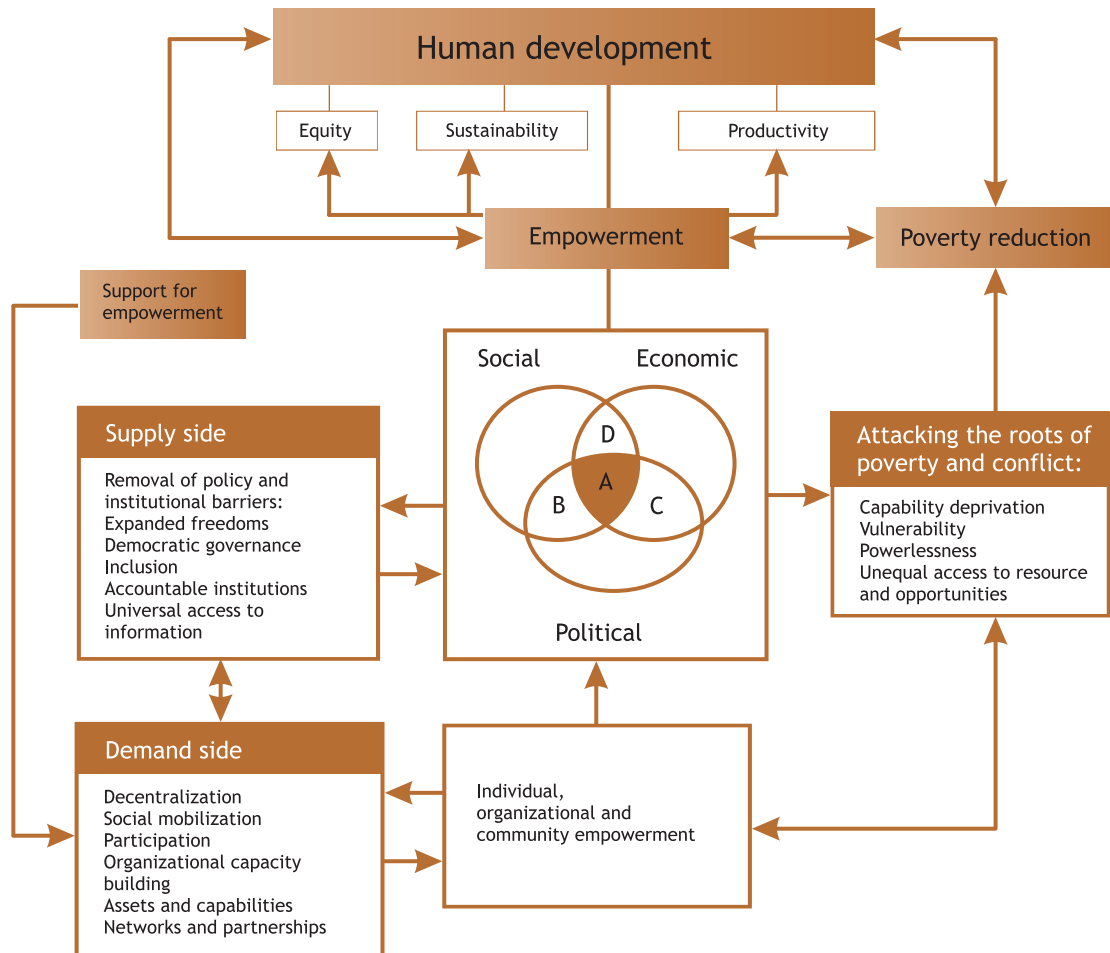 Human development
Equity
Sustainability
Productivity
Empowerment
Poverty reduction
Support for
empowerment
Social
Economic
D
A
B
C
Political
Supply side
Removal of policy and
institutional barriers:
Expanded freedoms
Democratic governance
Inclusion
Accountable institutions
Universal access to
information
Attacking the roots of
poverty and conflict:
Capability deprivation
Vulnerability
Powerlessness
Unequal access to resource
and opportunities
Demand side
Decentralization
Social mobilization
Participation
Organizational capacity
building
Assets and capabilities
Networks and partnerships
Individual,
organizational and
community empowerment